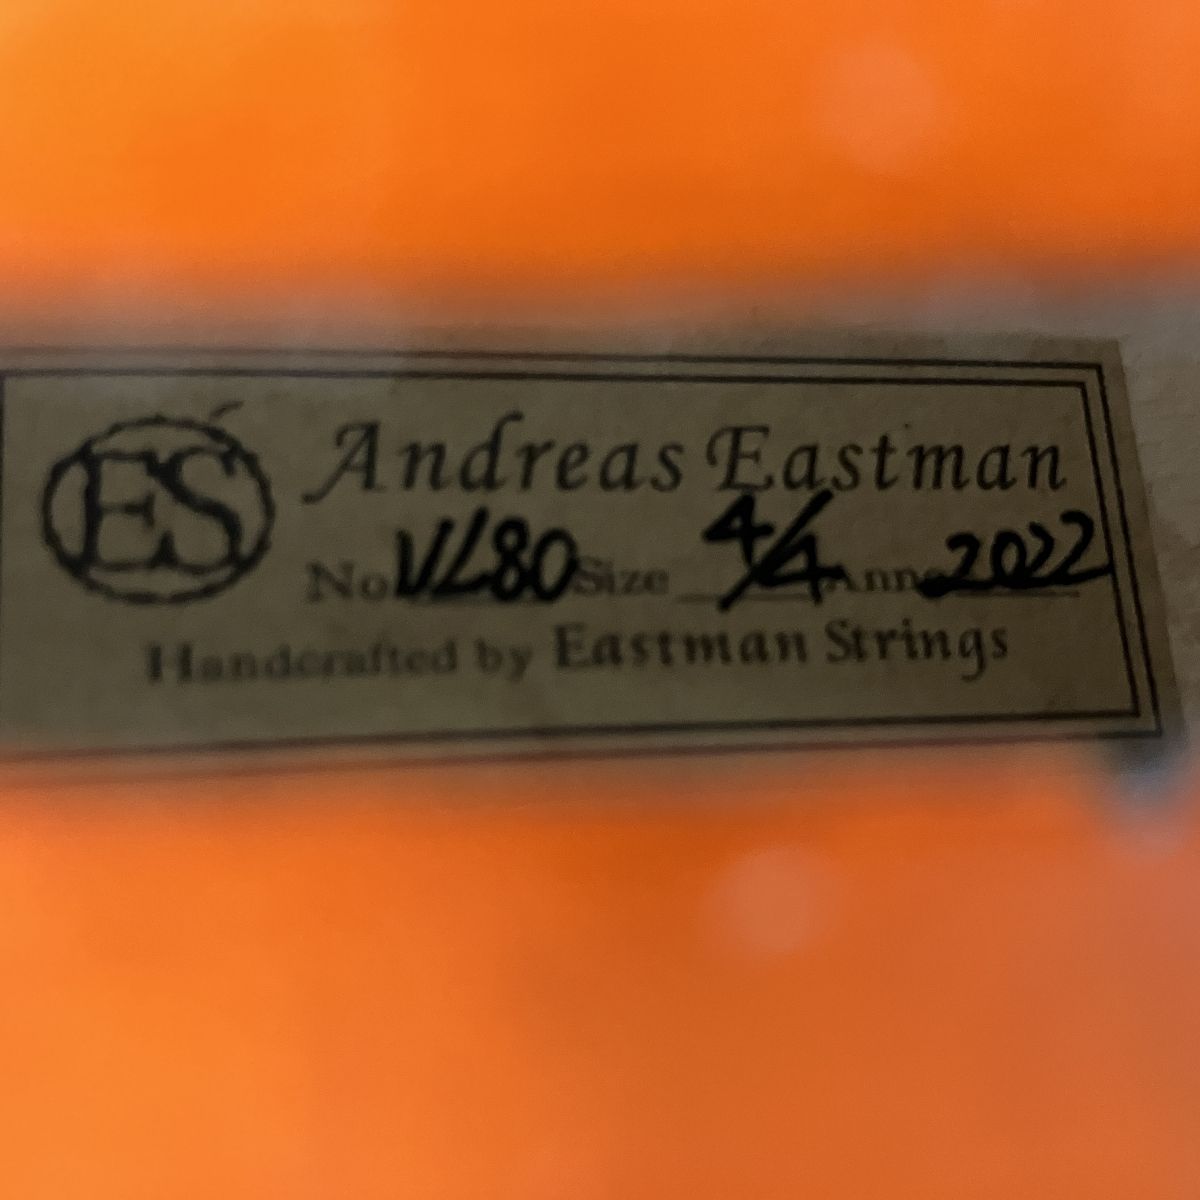 ES Andreas Eastman
No VL80 Size 4/4 Anno 2022
Handcrafted by Eastman Strings